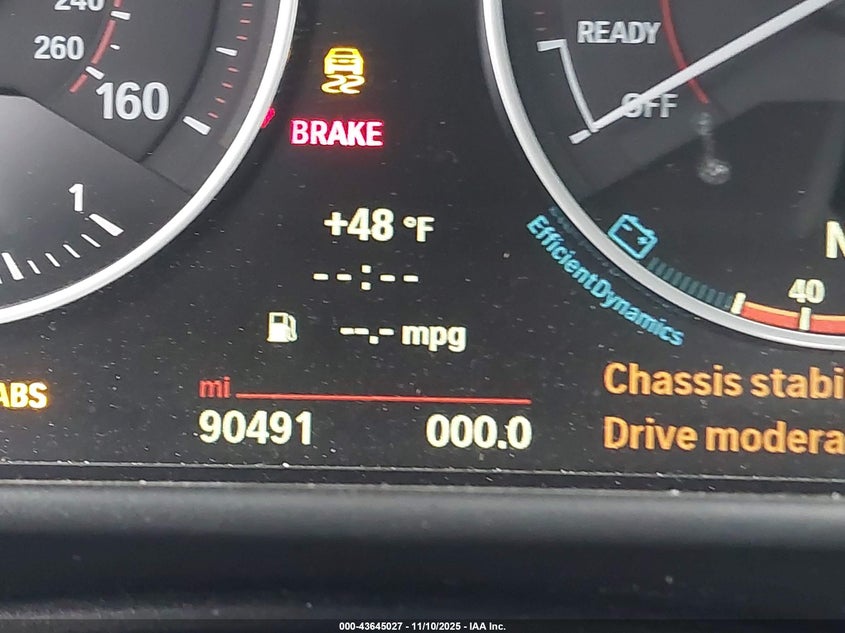 240
260
160
1
READY
OFF
BRAKE
+48 °F
--:--
--.- mpg
EfficientDynamics
N
40
ABS
mi
90491 000.0
Chassis stabi
Drive modera
000-43645027 - 11/10/2025 - IAA Inc.